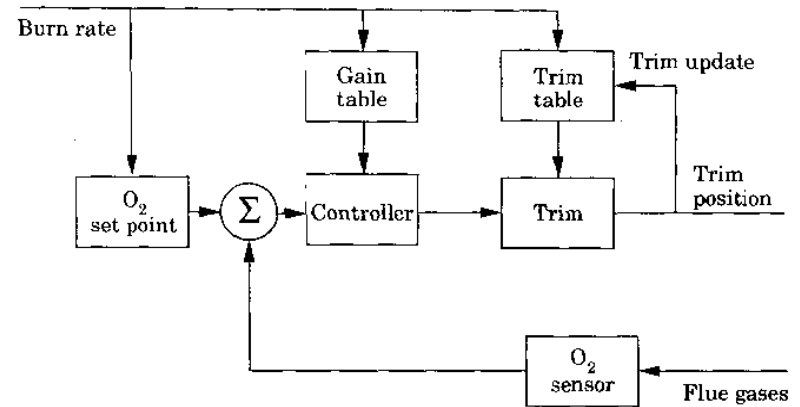 Burn rate
Gain
table
Trim
table
Trim update
O₂
set point
Σ
Controller
Trim
Trim
position
O₂
sensor
Flue gases